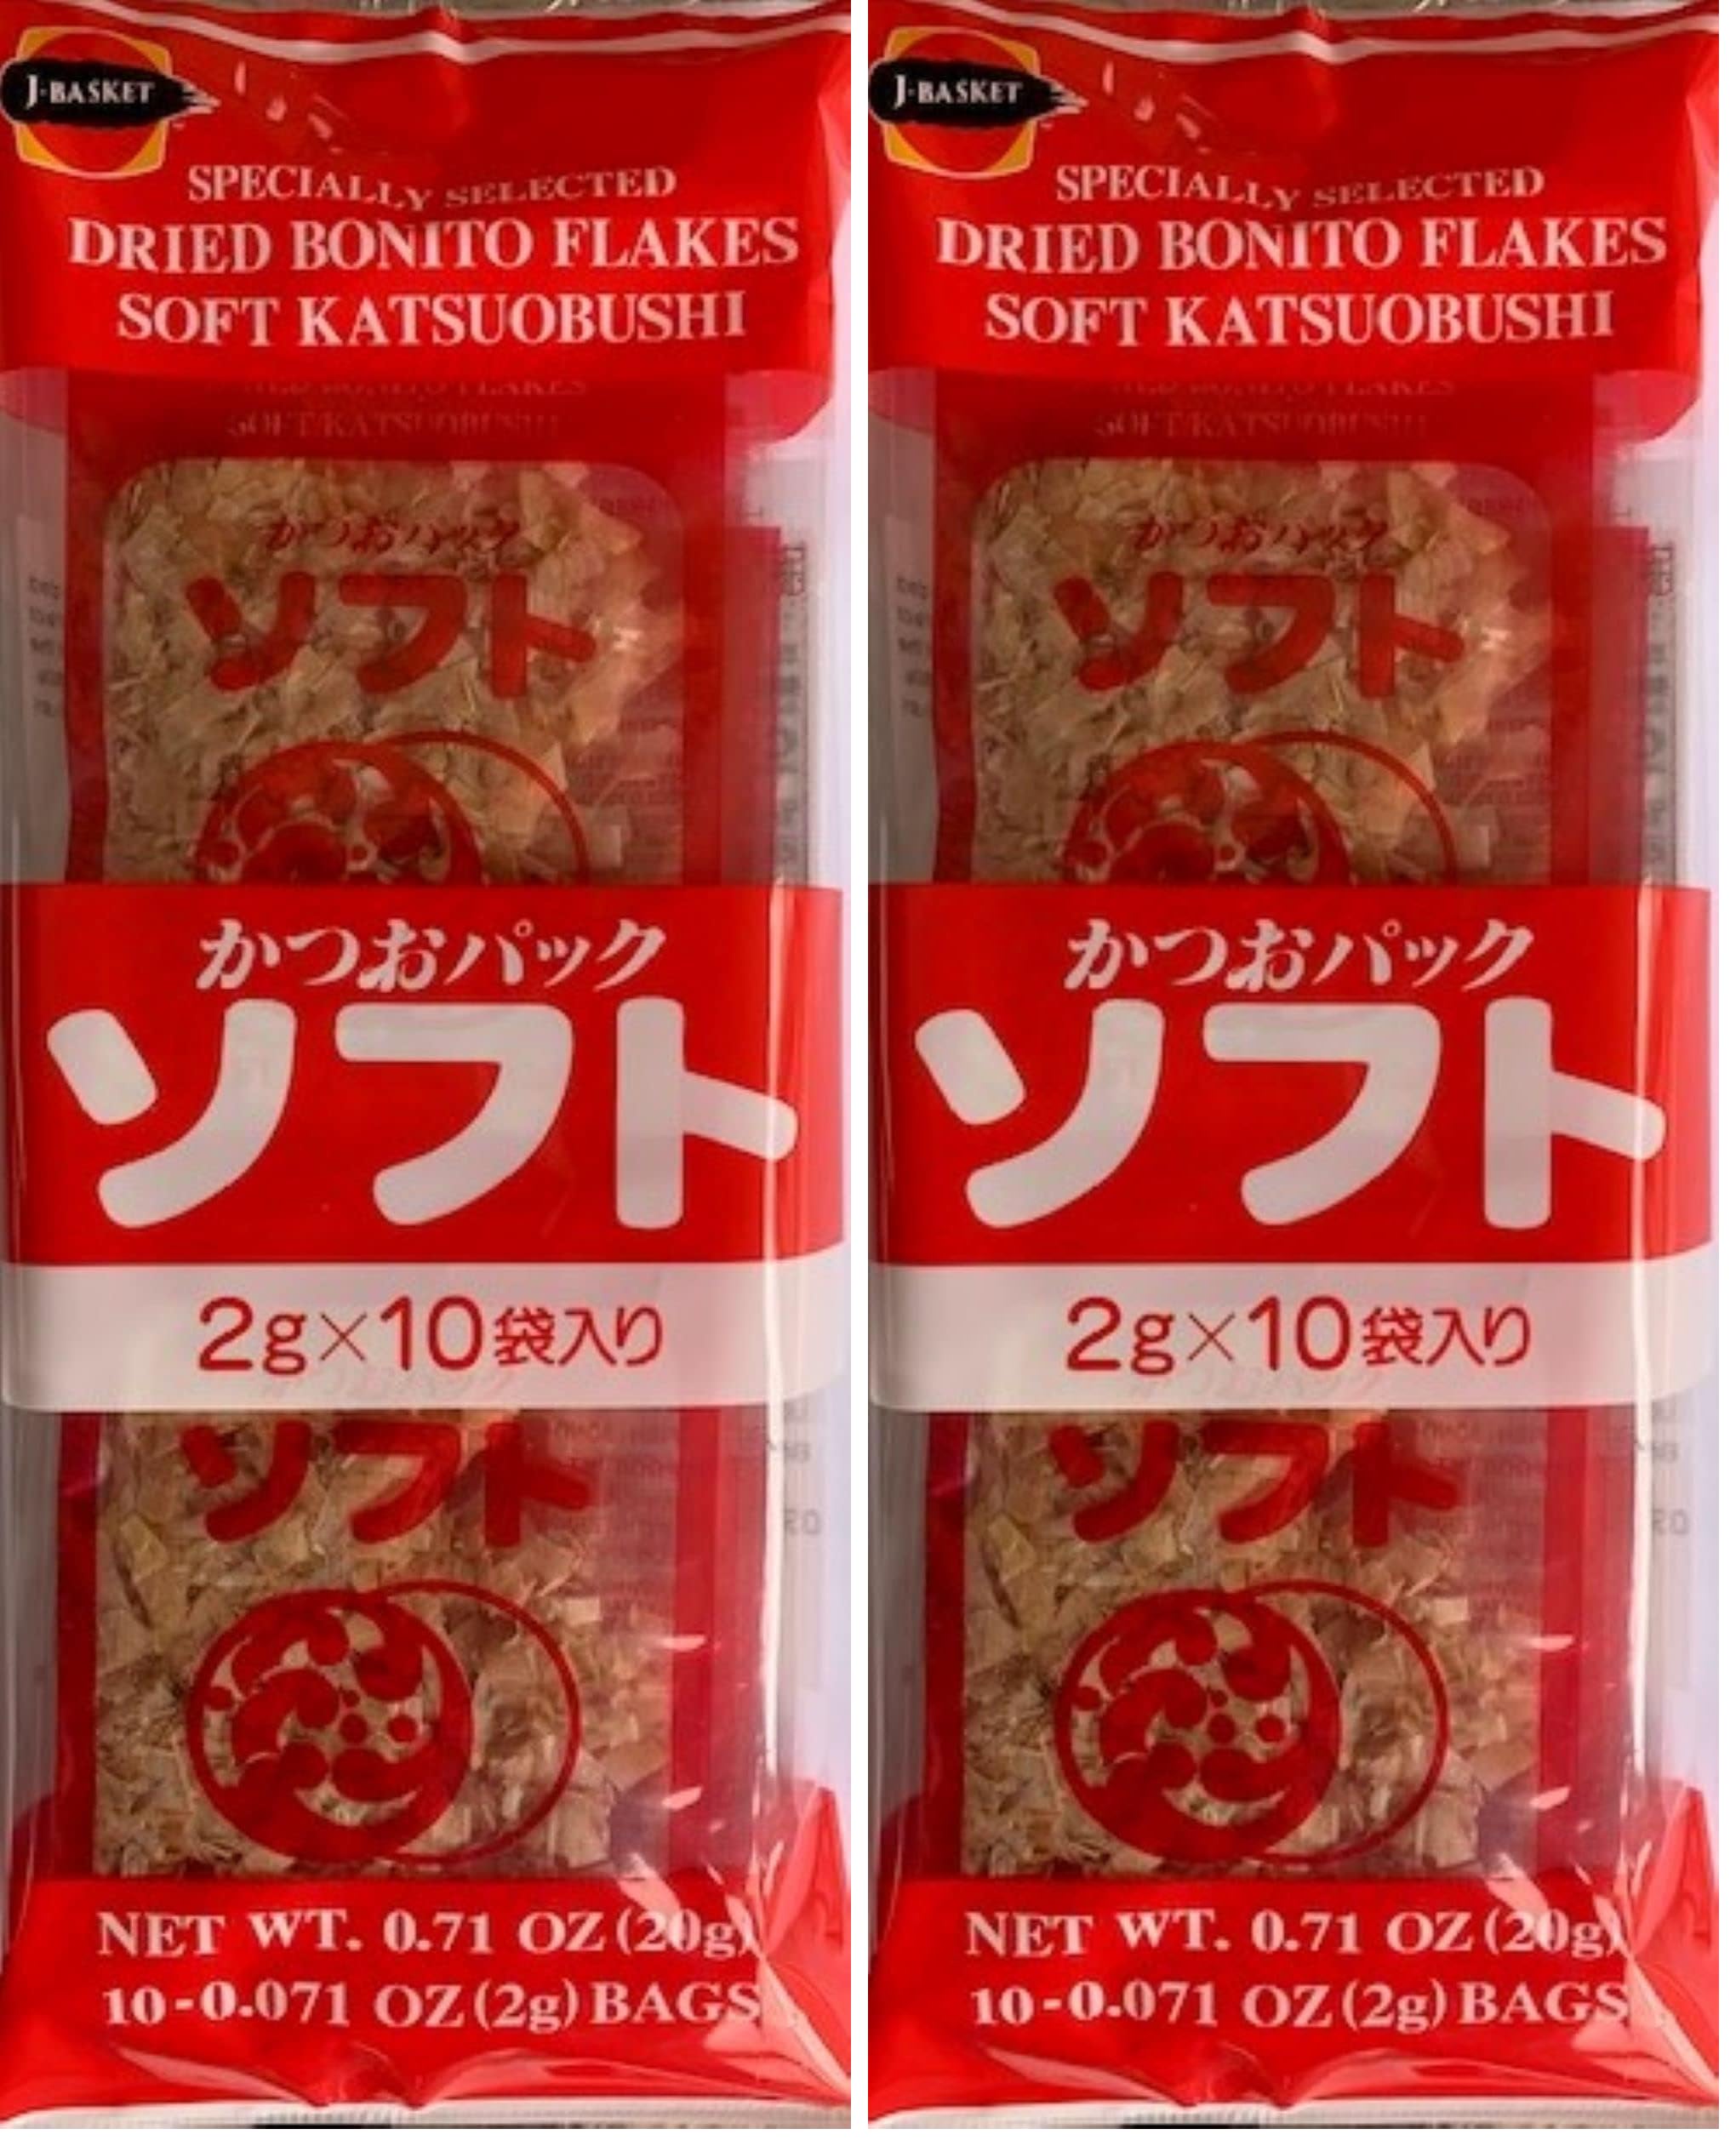 J-BASKET
SPECIALLY SELECTED
DRIED BONITO FLAKES
SOFT KATSUOBUSHI
SOFT KATSUOBUSHI
かつおパック
ソフト
かつおパック
ソフト
2g×10袋入り
ソフト
NET WT. 0.71 OZ (20g)
10-0.071 OZ (2g) BAGS
J-BASKET
SPECIALLY SELECTED
DRIED BONITO FLAKES
SOFT KATSUOBUSHI
SOFT KATSUOBUSHI
かつおパック
ソフト
かつおパック
ソフト
2g×10袋入り
ソフト
NET WT. 0.71 OZ (20g)
10-0.071 OZ (2g) BAGS